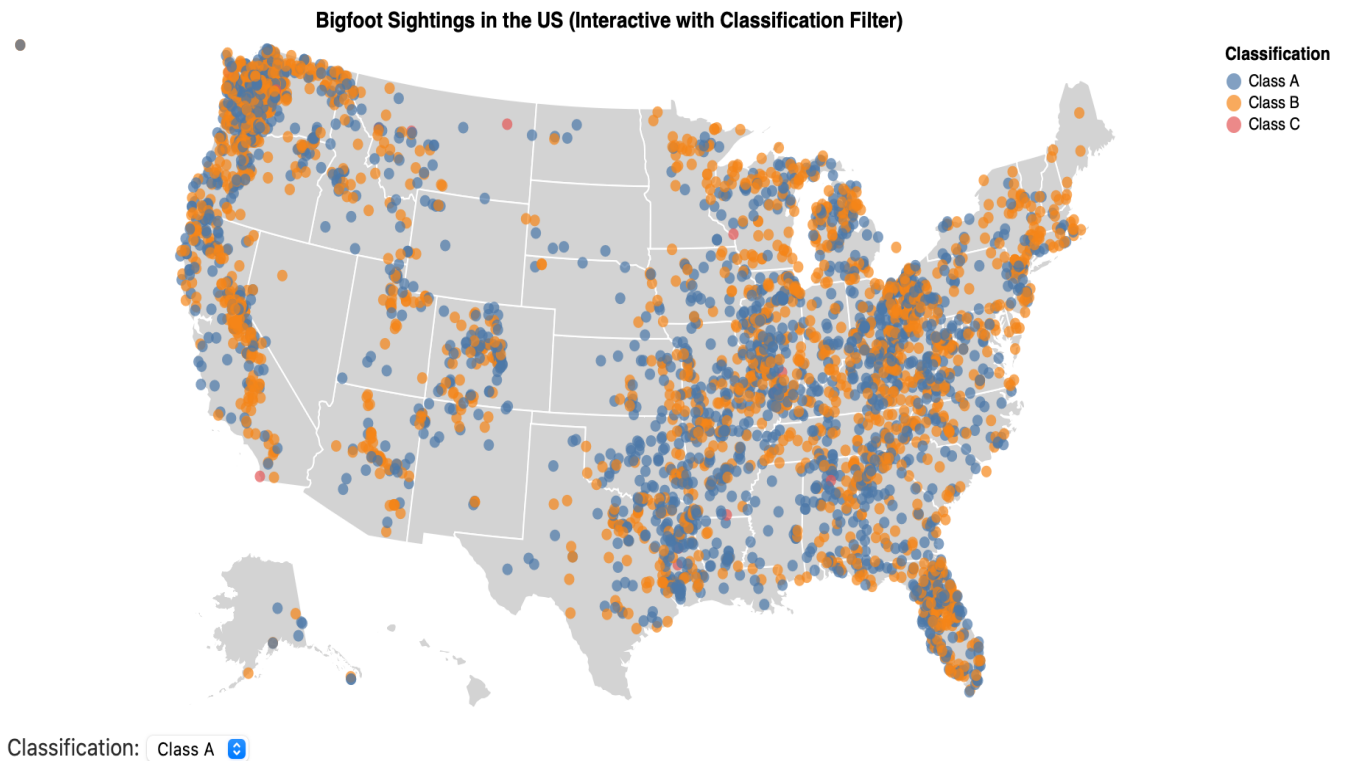 Bigfoot Sightings in the US (Interactive with Classification Filter)
Classification
Class A
Class B
Class C
Classification: Class A